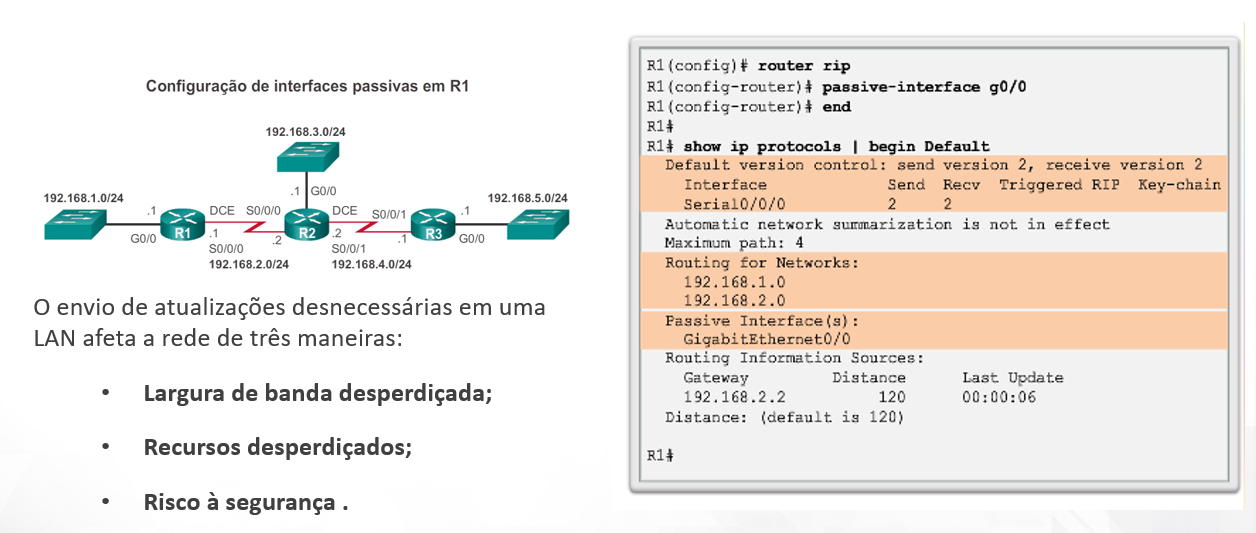 Configuração de interfaces passivas em R1
192.168.3.0/24
.1 G0/0
192.168.1.0/24
192.168.5.0/24
.1 DCE S0/0/0 DCE S0/0/1 .1
R1 R2 R3
G0/0 .1 .2 .2 .1 G0/0
S0/0/0 S0/0/1
192.168.2.0/24 192.168.4.0/24
O envio de atualizações desnecessárias em uma
LAN afeta a rede de três maneiras:
• Largura de banda desperdiçada;
• Recursos desperdiçados;
• Risco à segurança .
R1(config)# router rip
R1(config-router)# passive-interface g0/0
R1(config-router)# end
R1#
R1# show ip protocols | begin Default
Default version control: send version 2, receive version 2
Interface Send Recv Triggered RIP Key-chain
Serial0/0/0 2 2
Automatic network summarization is not in effect
Maximum path: 4
Routing for Networks:
192.168.1.0
192.168.2.0
Passive Interface(s):
GigabitEthernet0/0
Routing Information Sources:
Gateway Distance Last Update
192.168.2.2 120 00:00:06
Distance: (default is 120)
R1#